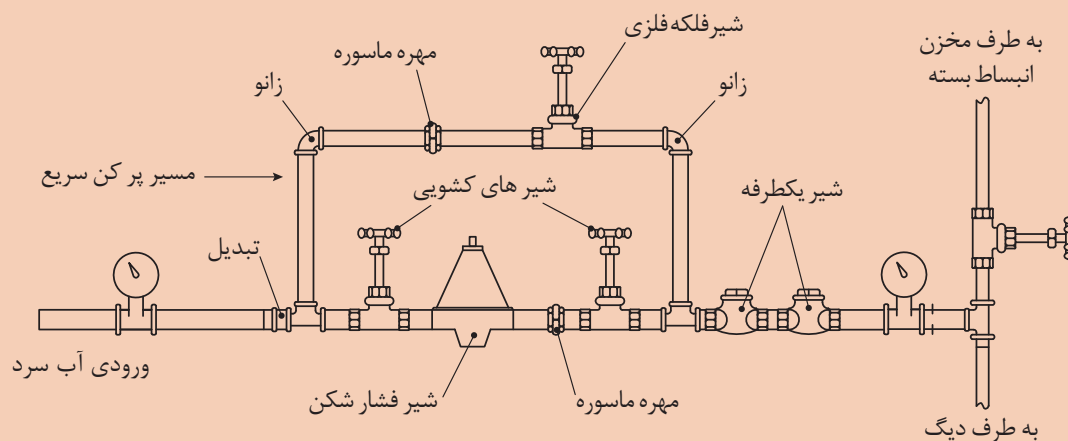 شیرفلکه فلزی
به طرف مخزن
انبساط بسته
مهره ماسوره
زانو
زانو
مسیر پر کن سریع
شیر های کشویی
شیر یکطرفه
تبدیل
ورودی آب سرد
شیر فشار شکن
مهره ماسوره
به طرف دیگ